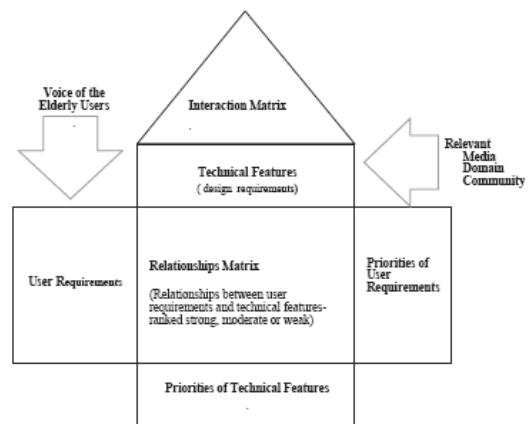 Voice of the
Elderly Users
Interaction Matrix
Relevant
Media
Domain
Community
Technical Features
( design requirements)
User Requirements
Relationships Matrix
(Relationships between user
requirements and technical features-
ranked strong, moderate or weak)
Priorities of
User
Requirements
Priorities of Technical Features